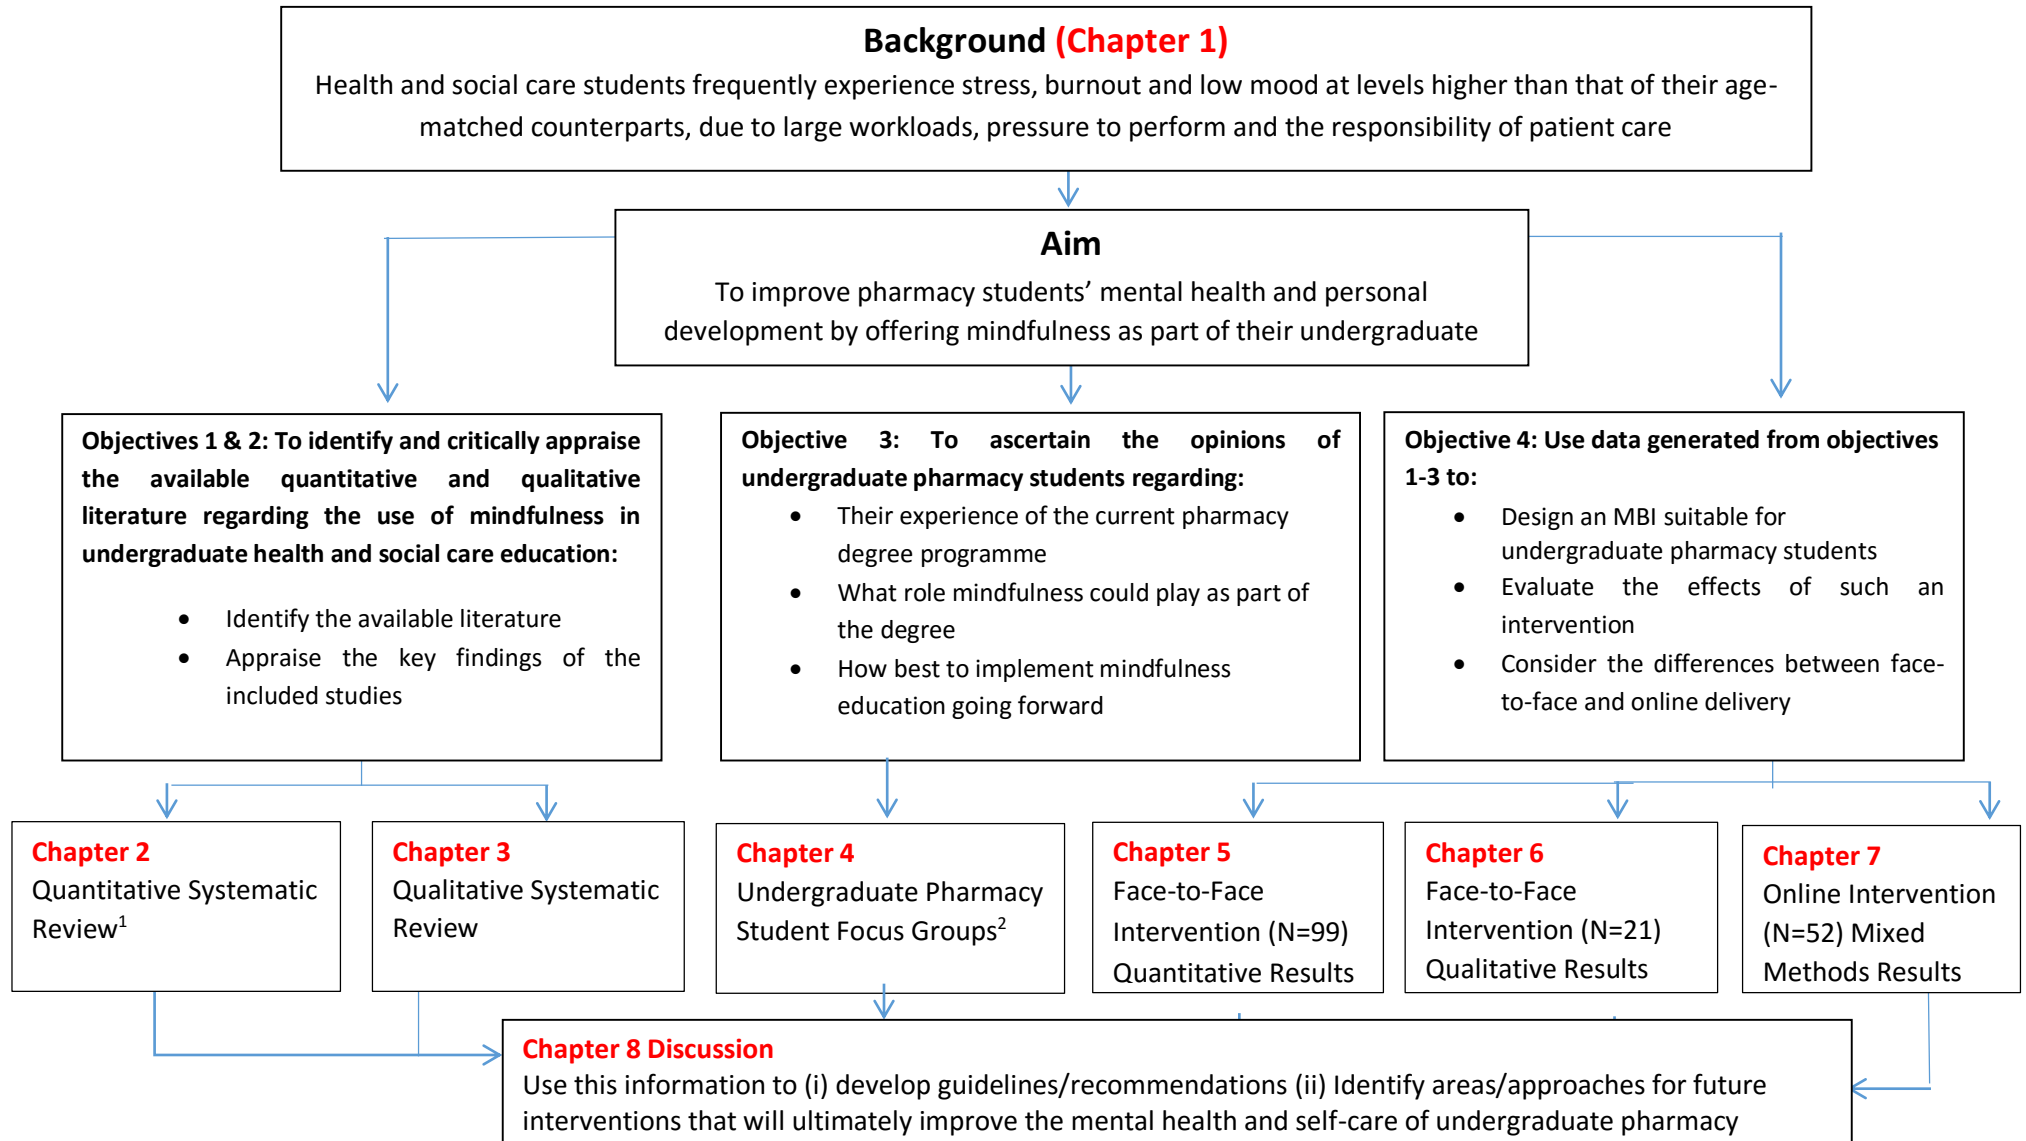 Background (Chapter 1)
Health and social care students frequently experience stress, burnout and low mood at levels higher than that of their age-
matched counterparts, due to large workloads, pressure to perform and the responsibility of patient care
Aim
To improve pharmacy students’ mental health and personal
development by offering mindfulness as part of their undergraduate
Objectives 1 & 2: To identify and critically appraise
the available quantitative and qualitative
literature regarding the use of mindfulness in
undergraduate health and social care education:
• Identify the available literature
• Appraise the key findings of the
included studies
Objective 3: To ascertain the opinions of
undergraduate pharmacy students regarding:
• Their experience of the current pharmacy
degree programme
• What role mindfulness could play as part of
the degree
• How best to implement mindfulness
education going forward
Objective 4: Use data generated from objectives
1-3 to:
• Design an MBI suitable for
undergraduate pharmacy students
• Evaluate the effects of such an
intervention
• Consider the differences between face-
to-face and online delivery
Chapter 2
Quantitative Systematic
Review1
Chapter 3
Qualitative Systematic
Review
Chapter 4
Undergraduate Pharmacy
Student Focus Groups2
Chapter 5
Face-to-Face
Intervention (N=99)
Quantitative Results
Chapter 6
Face-to-Face
Intervention (N=21)
Qualitative Results
Chapter 7
Online Intervention
(N=52) Mixed
Methods Results
Chapter 8 Discussion
Use this information to (i) develop guidelines/recommendations (ii) Identify areas/approaches for future
interventions that will ultimately improve the mental health and self-care of undergraduate pharmacy